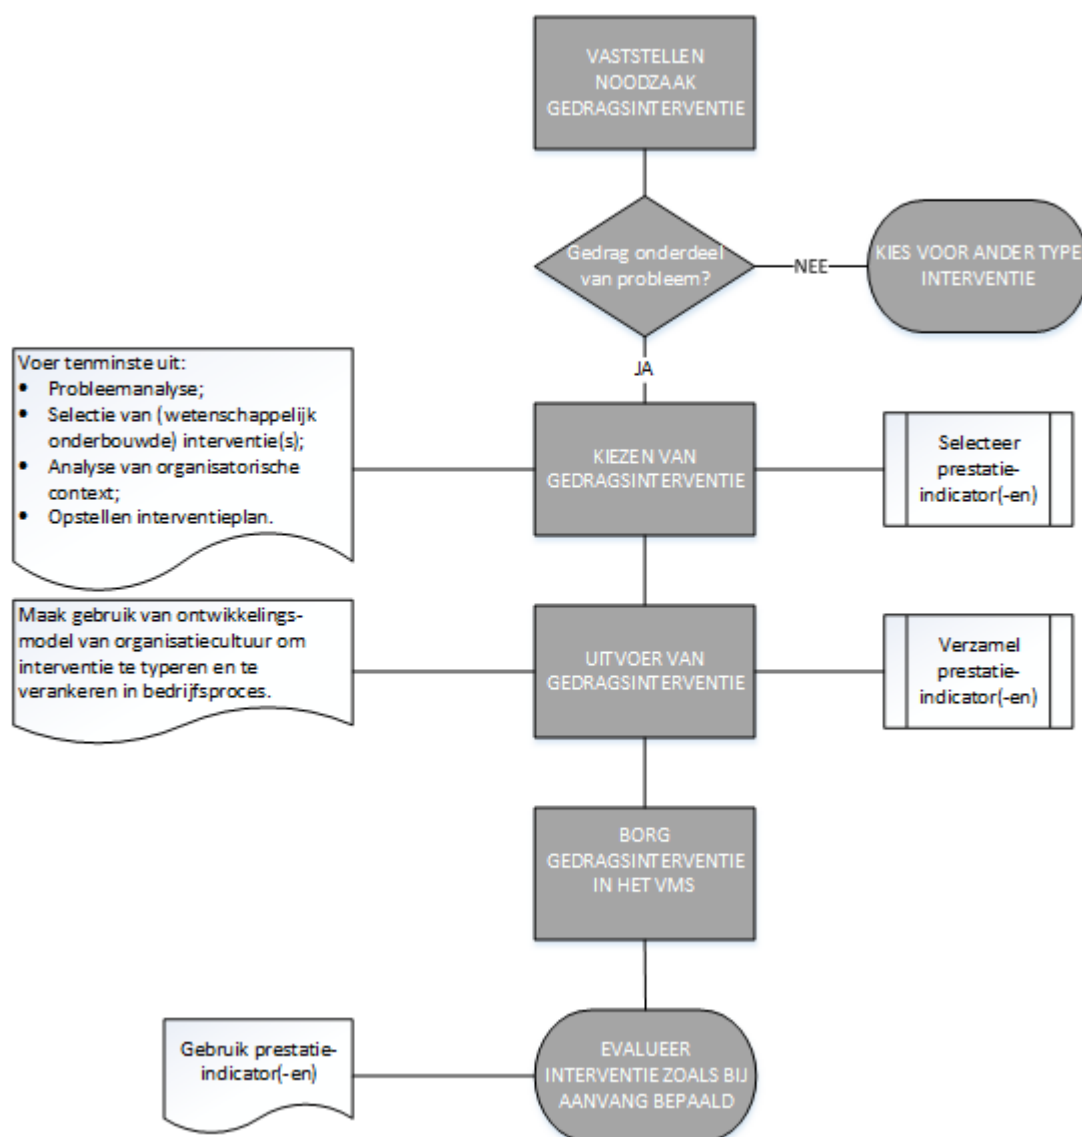 VASTSTELLEN
NOODZAAK
GEDRAGSINTERVENTIE
Gedrag onderdeel
van probleem?
NEE
KIES VOOR ANDER TYPE
INTERVENTIE
JA
Voer tenminste uit:
• Probleemanalyse;
• Selectie van (wetenschappelijk
onderbouwde) interventie(s);
• Analyse van organisatorische
context;
• Opstellen interventieplan.
KIEZEN VAN
GEDRAGSINTERVENTIE
Selecteer
prestatie-
indicator(-en)
Maak gebruik van ontwikkelings-
model van organisatiecultuur om
interventie te typeren en te
verankeren in bedrijfsproces.
UITVOER VAN
GEDRAGSINTERVENTIE
Verzamel
prestatie-
indicator(-en)
BORG
GEDRAGSINTERVENTIE
IN HET VMS
Gebruik prestatie-
indicator(-en)
EVALUEER
INTERVENTIE ZOALS BIJ
AANVANG BEPAALD